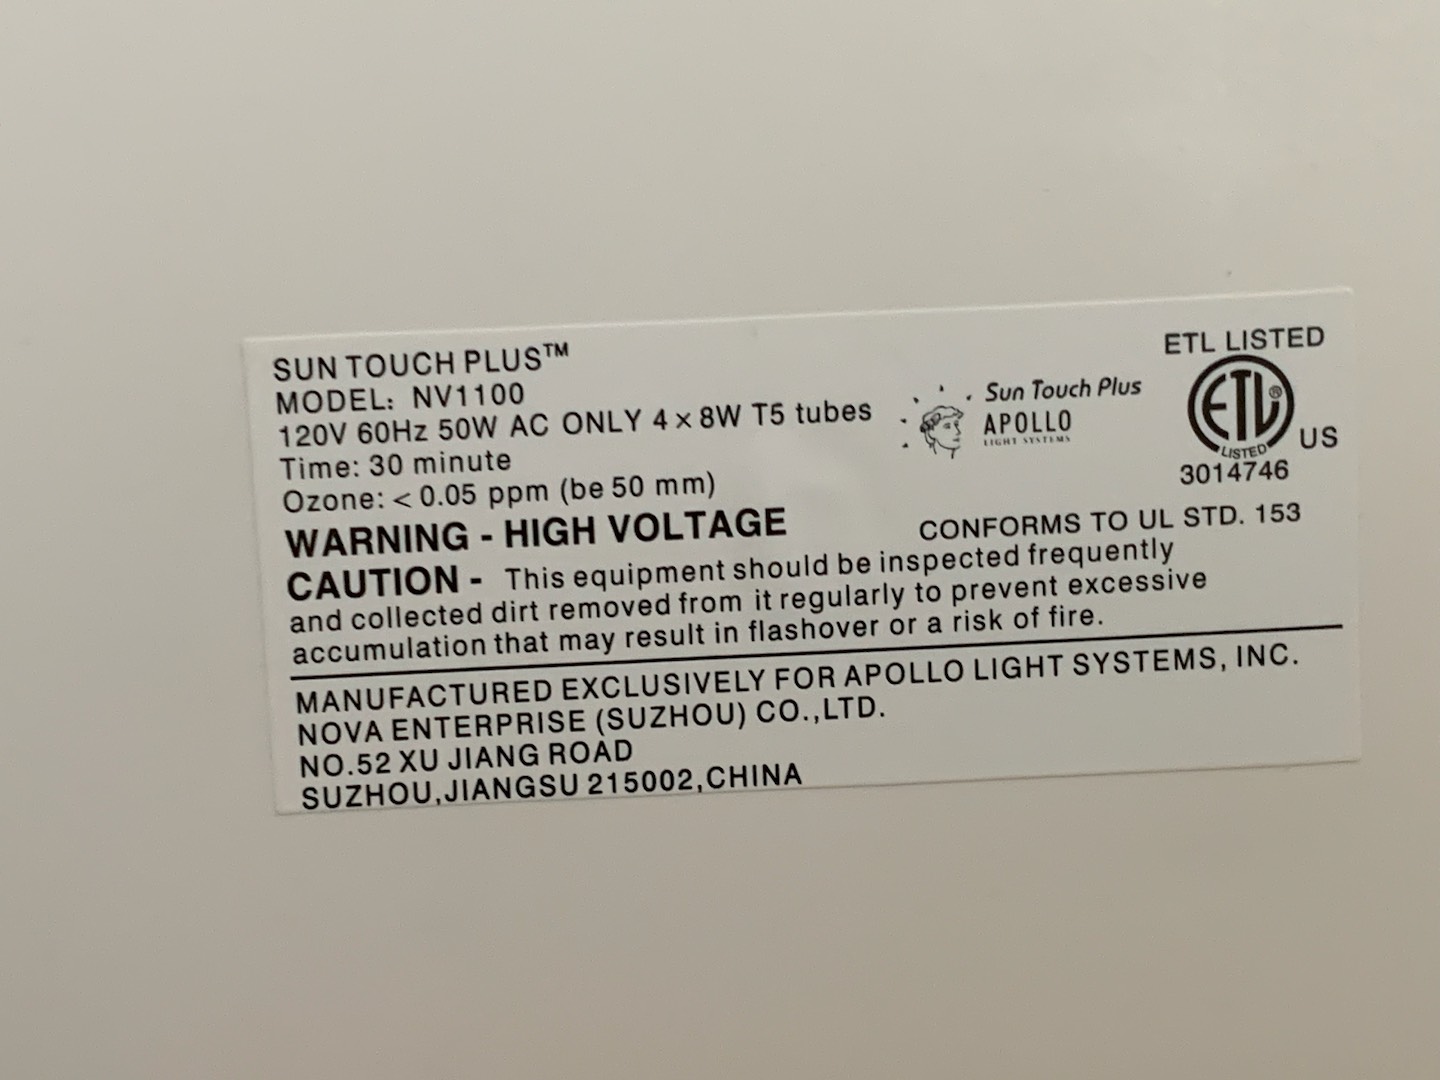 SUN TOUCH PLUS™
MODEL: NV1100
120V 60Hz 50W AC ONLY 4 x 8W T5 tubes
Time: 30 minute
Ozone: < 0.05 ppm (be 50 mm)
Sun Touch Plus
APOLLO
LIGHT SYSTEMS
ETL LISTED
ETL®
LISTED
US
3014746
WARNING - HIGH VOLTAGE
CONFORMS TO UL STD. 153
CAUTION - This equipment should be inspected frequently
and collected dirt removed from it regularly to prevent excessive
accumulation that may result in flashover or a risk of fire.
MANUFACTURED EXCLUSIVELY FOR APOLLO LIGHT SYSTEMS, INC.
NOVA ENTERPRISE (SUZHOU) CO.,LTD.
NO.52 XU JIANG ROAD
SUZHOU,JIANGSU 215002,CHINA